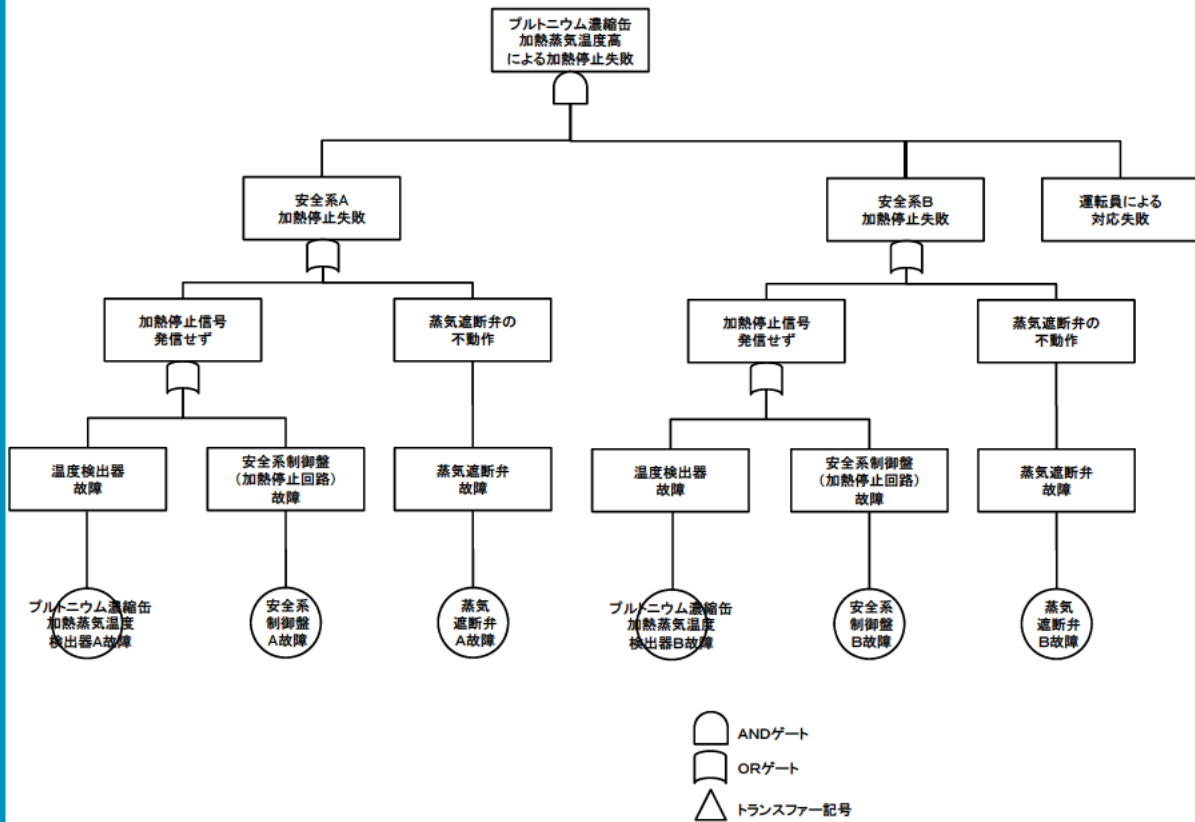 プルトニウム濃縮缶
加熱蒸気温度高
による加熱停止失敗
安全系A
加熱停止失敗
安全系B
加熱停止失敗
運転員による
対応失敗
加熱停止信号
発信せず
蒸気遮断弁の
不動作
加熱停止信号
発信せず
蒸気遮断弁の
不動作
温度検出器
故障
安全系制御盤
(加熱停止回路)
故障
蒸気遮断弁
故障
温度検出器
故障
安全系制御盤
(加熱停止回路)
故障
蒸気遮断弁
故障
プルトニウム濃縮缶
加熱蒸気温度
検出器A故障
安全系
制御盤
A故障
蒸気
遮断弁
A故障
プルトニウム濃縮缶
加熱蒸気温度
検出器B故障
安全系
制御盤
B故障
蒸気
遮断弁
B故障
ANDゲート
ORゲート
トランスファー記号